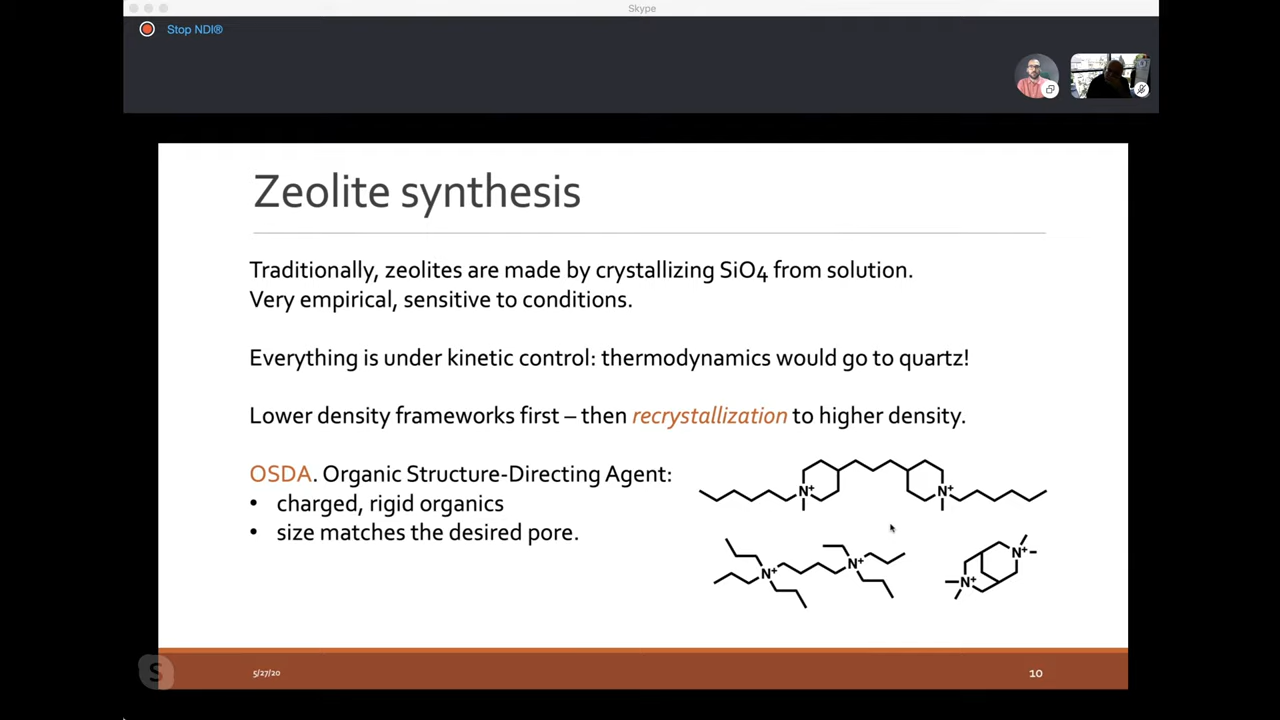 Skype
Stop NDI®
Zeolite synthesis
Traditionally, zeolites are made by crystallizing SiO4 from solution.
Very empirical, sensitive to conditions.
Everything is under kinetic control: thermodynamics would go to quartz!
Lower density frameworks first – then recrystallization to higher density.
OSDA. Organic Structure-Directing Agent:
• charged, rigid organics
• size matches the desired pore.
N+ N+
N+ N+
N+ N+
S
5/27/20
10